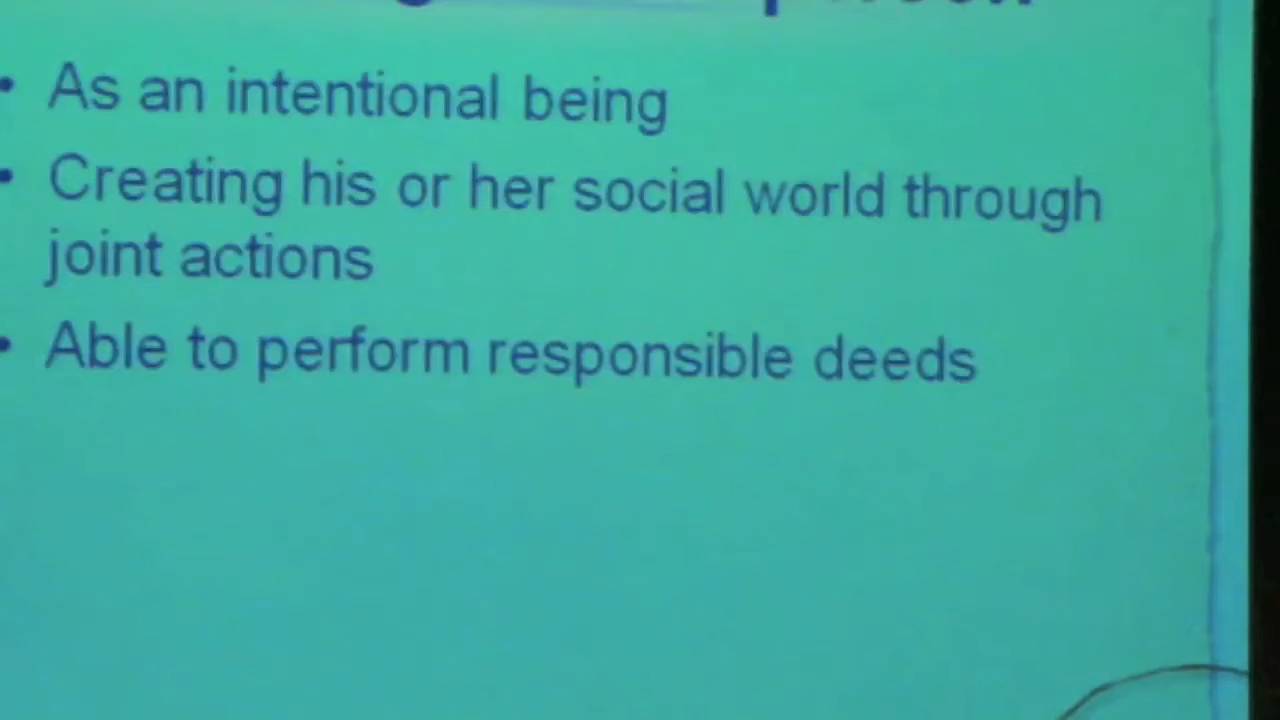 • As an intentional being
• Creating his or her social world through
joint actions
• Able to perform responsible deeds